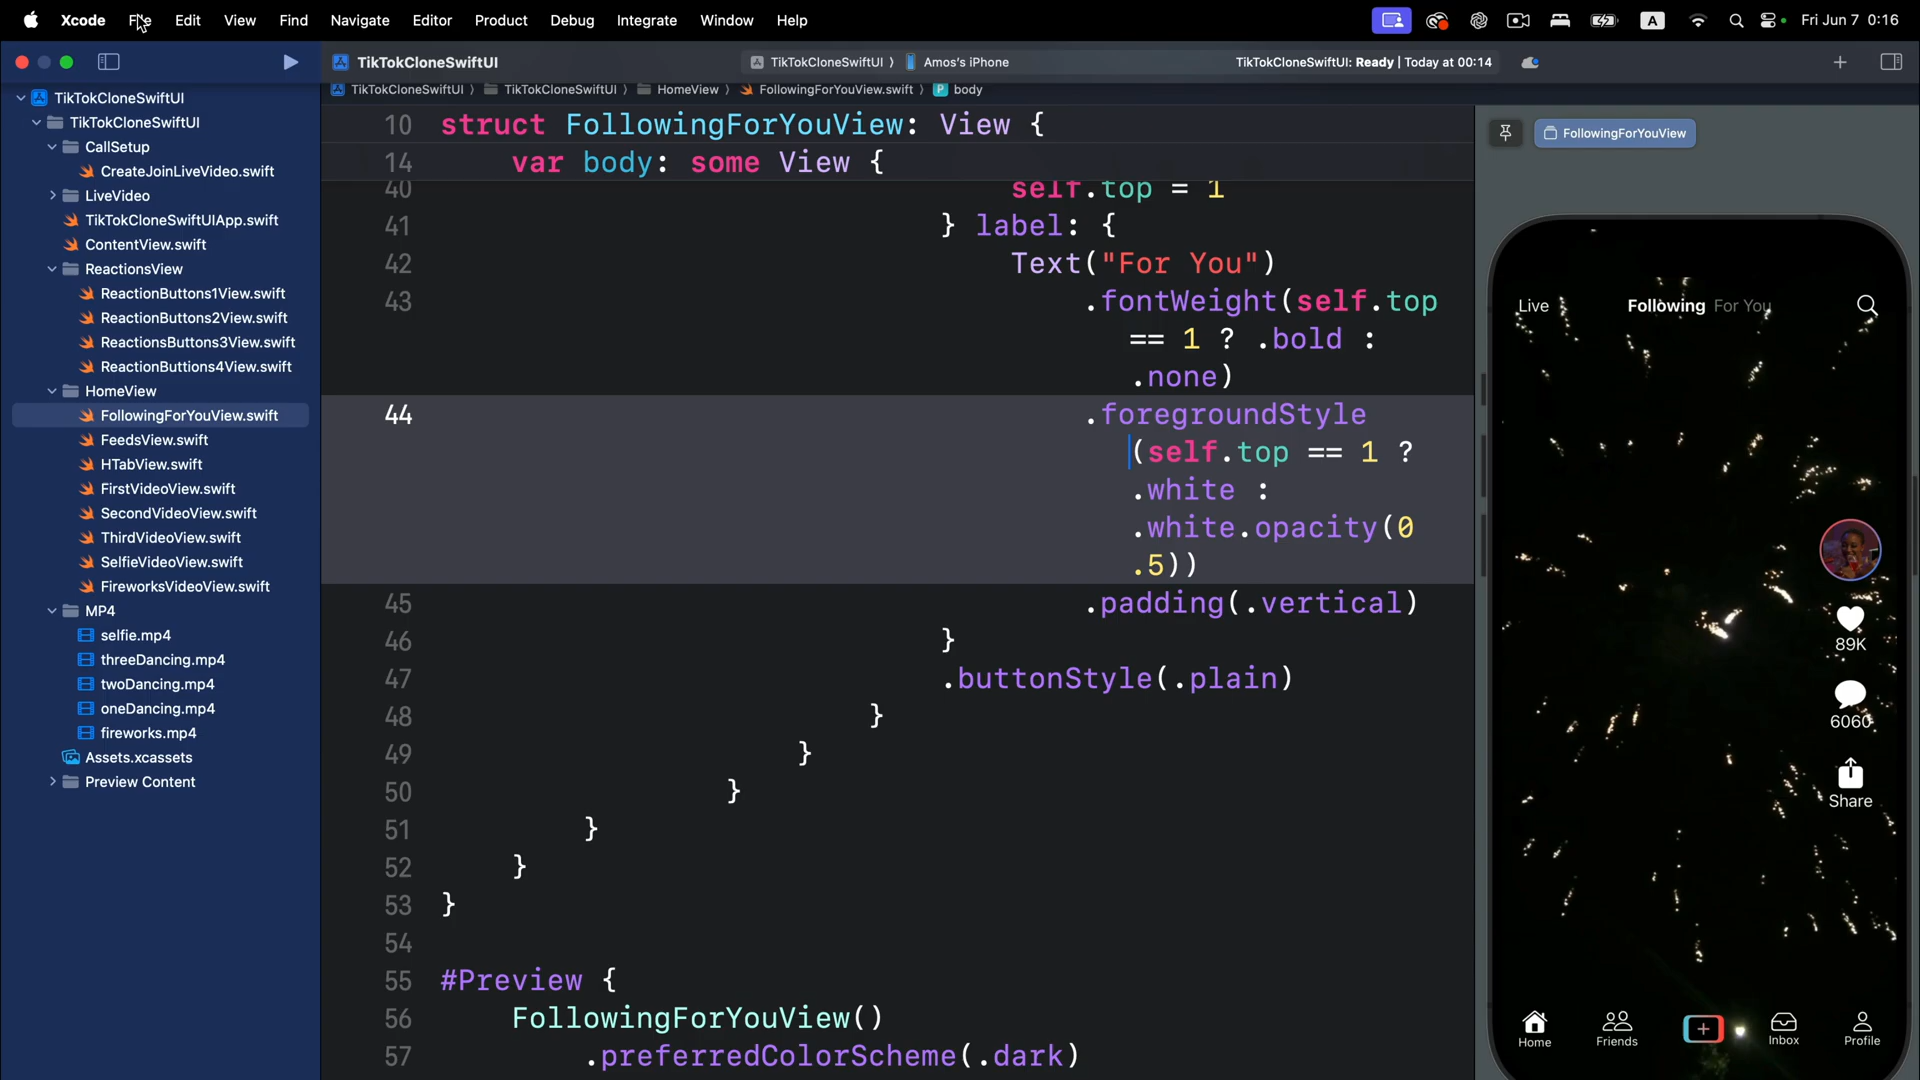 Xcode File Edit View Find Navigate Editor Product Debug Integrate Window Help A Fri Jun 7 0:16
TikTokCloneSwiftUI TikTokCloneSwiftUI 〉 Amos's iPhone TikTokCloneSwiftUI: Ready | Today at 00:14
TikTokCloneSwiftUI 〉 TikTokCloneSwiftUI 〉 HomeView 〉 FollowingForYouView.swift 〉 P body
TikTokCloneSwiftUI
TikTokCloneSwiftUI
CallSetup
CreateJoinLiveVideo.swift
LiveVideo
TikTokCloneSwiftUIApp.swift
ContentView.swift
ReactionsView
ReactionButtons1View.swift
ReactionButtons2View.swift
ReactionsButtons3View.swift
ReactionButtions4View.swift
HomeView
FollowingForYouView.swift
FeedsView.swift
HTabView.swift
FirstVideoView.swift
SecondVideoView.swift
ThirdVideoView.swift
SelfieVideoView.swift
FireworksVideoView.swift
MP4
selfie.mp4
threeDancing.mp4
twoDancing.mp4
oneDancing.mp4
fireworks.mp4
Assets.xcassets
Preview Content
10 struct FollowingForYouView: View {
14 var body: some View {
40 self.top = 1
41 } label: {
42 Text("For You")
43 .fontWeight(self.top
== 1 ? .bold :
.none)
44 .foregroundStyle
(self.top == 1 ?
.white :
.white.opacity(0
.5))
45 .padding(.vertical)
46 }
47 .buttonStyle(.plain)
48 }
49 }
50 }
51 }
52 }
53 }
54
55 #Preview {
56 FollowingForYouView()
57 .preferredColorScheme(.dark)
FollowingForYouView
Live Following For You
89K
6060
Share
Home Friends Inbox Profile